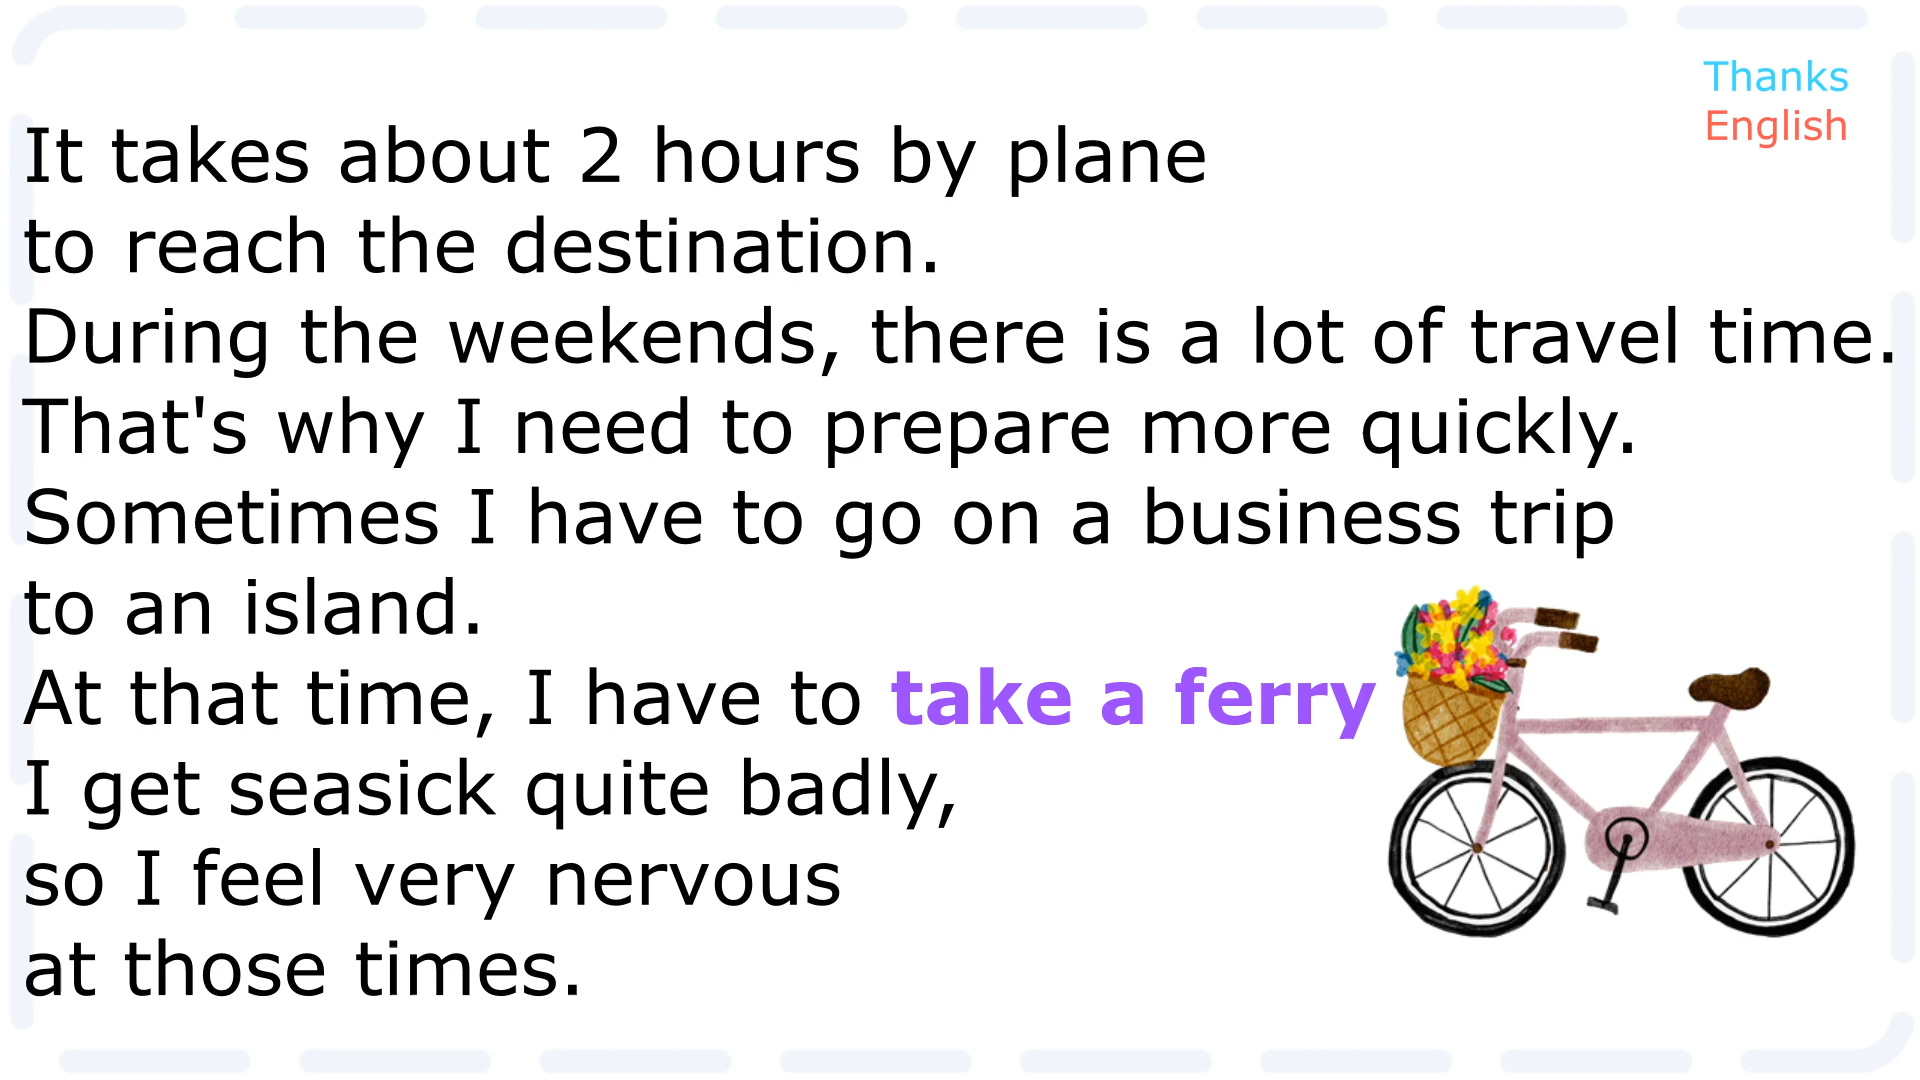 Thanks
English
It takes about 2 hours by plane
to reach the destination.
During the weekends, there is a lot of travel time.
That's why I need to prepare more quickly.
Sometimes I have to go on a business trip
to an island.
At that time, I have to take a ferry
I get seasick quite badly,
so I feel very nervous
at those times.